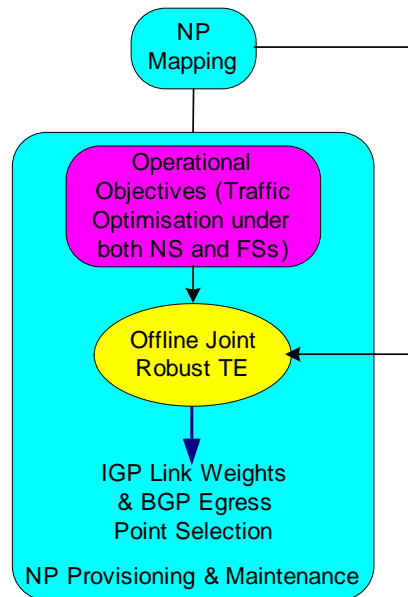 NP
Mapping
Operational
Objectives (Traffic
Optimisation under
both NS and FSs)
Offline Joint
Robust TE
IGP Link Weights
& BGP Egress
Point Selection
NP Provisioning & Maintenance